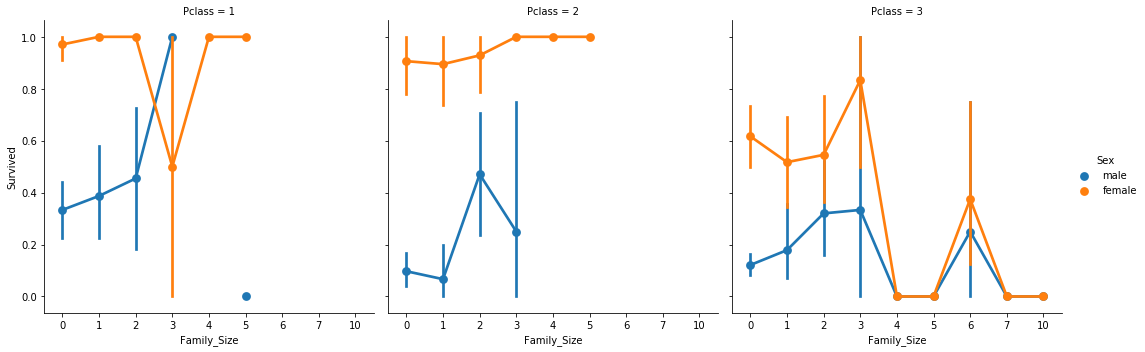 Pclass = 1
Pclass = 2
Pclass = 3
1.0
0.8
0.6
0.4
0.2
0.0
Survived
0 1 2 3 4 5 6 7 10
0 1 2 3 4 5 6 7 10
0 1 2 3 4 5 6 7 10
Family_Size
Family_Size
Family_Size
Sex
male
female